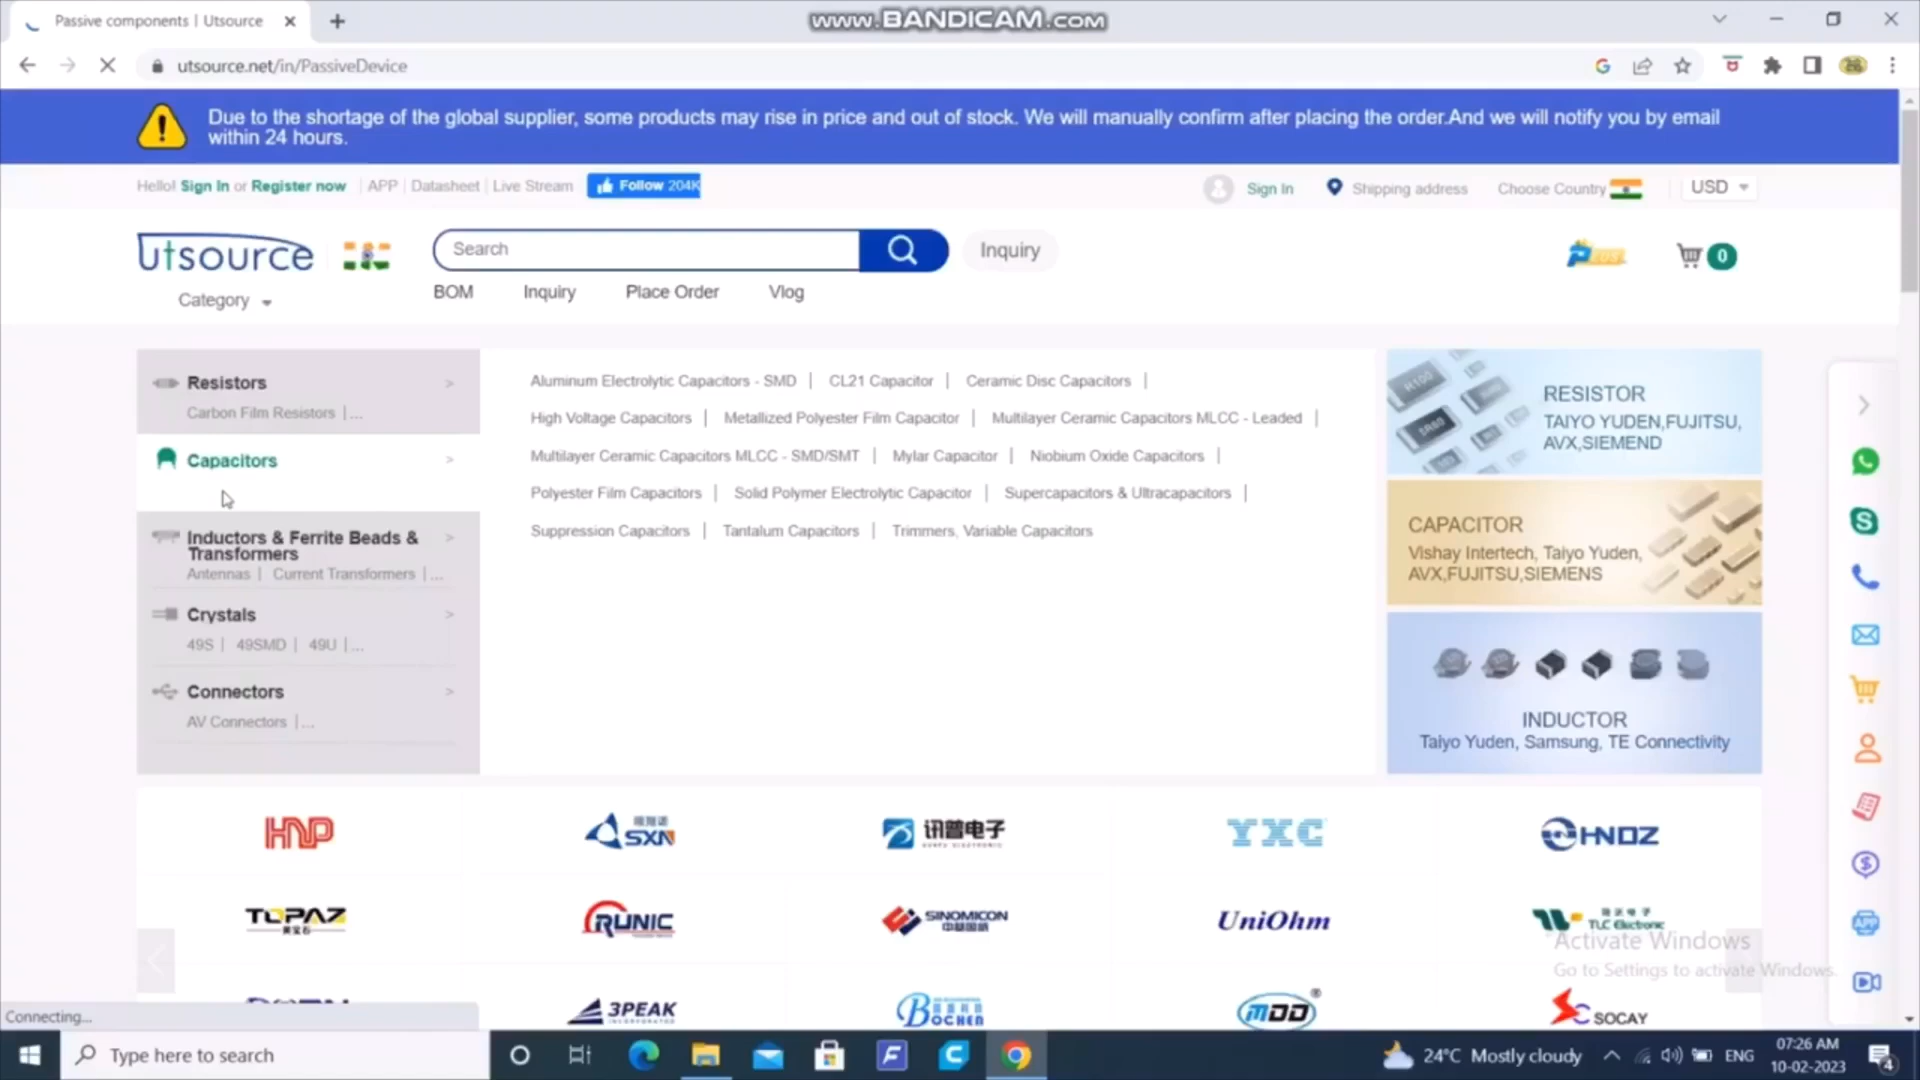 Passive components | Utsource
www.BANDICAM.com
utsource.net/in/PassiveDevice
Due to the shortage of the global supplier, some products may rise in price and out of stock. We will manually confirm after placing the order.And we will notify you by email
within 24 hours.
Hello! Sign In or Register now | APP | Datasheet | Live Stream Follow 204K
Sign In Shipping address Choose Country USD
utsource
Search
Inquiry
PLUS
0
Category
BOM Inquiry Place Order Vlog
Resistors >
Carbon Film Resistors | ...
Capacitors >
Inductors & Ferrite Beads & >
Transformers
Antennas | Current Transformers | ...
Crystals >
49S | 49SMD | 49U | ...
Connectors >
AV Connectors | ...
Aluminum Electrolytic Capacitors - SMD | CL21 Capacitor | Ceramic Disc Capacitors |
High Voltage Capacitors | Metallized Polyester Film Capacitor | Multilayer Ceramic Capacitors MLCC - Leaded |
Multilayer Ceramic Capacitors MLCC - SMD/SMT | Mylar Capacitor | Niobium Oxide Capacitors |
Polyester Film Capacitors | Solid Polymer Electrolytic Capacitor | Supercapacitors & Ultracapacitors |
Suppression Capacitors | Tantalum Capacitors | Trimmers, Variable Capacitors
RESISTOR
TAIYO YUDEN,FUJITSU,
AVX,SIEMEND
CAPACITOR
Vishay Intertech, Taiyo Yuden,
AVX,FUJITSU,SIEMENS
INDUCTOR
Taiyo Yuden, Samsung, TE Connectivity
HNP
SXN
讯普电子
YXC
HNDZ
TOPAZ
RUNIC
SINOMICON
UniOhm
TLC Electronic
3PEAK
BOCHEN
MDD
SOCAY
APP
Activate Windows
Go to Settings to activate Windows.
Connecting...
Type here to search
24°C Mostly cloudy
ENG
07:26 AM
10-02-2023
4